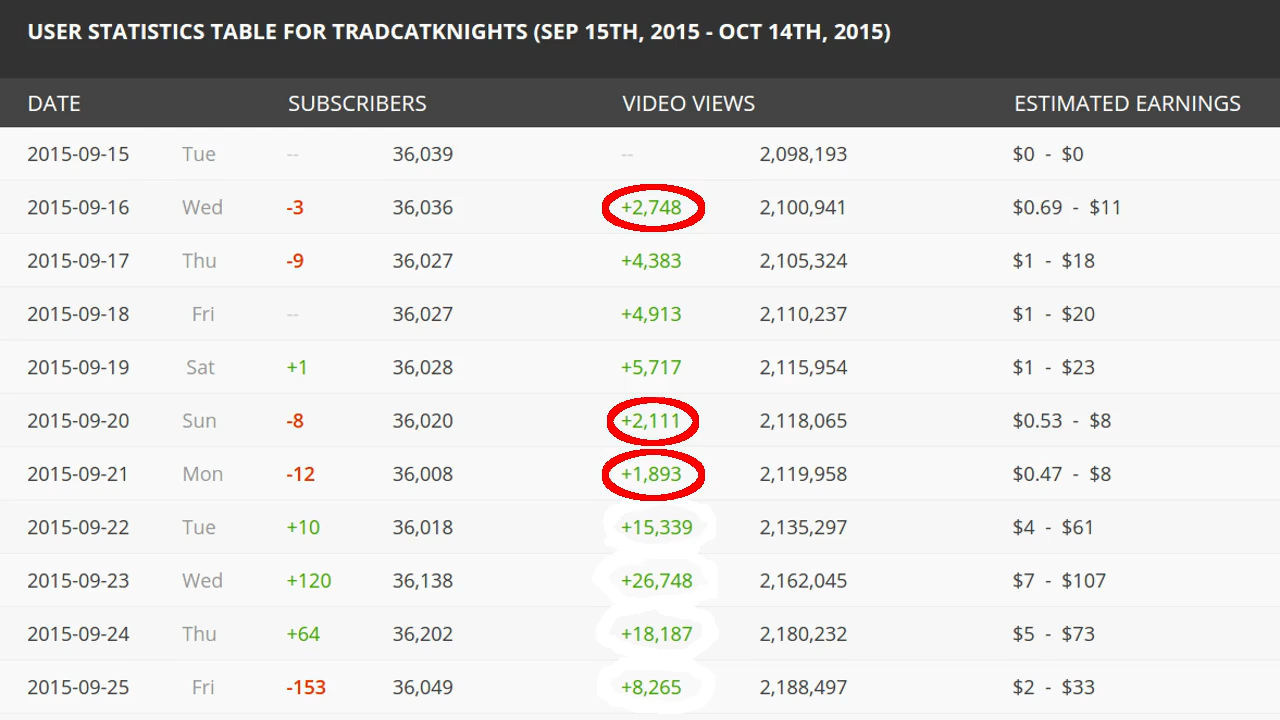 USER STATISTICS TABLE FOR TRADCATKNIGHTS (SEP 15TH, 2015 - OCT 14TH, 2015)
DATE SUBSCRIBERS VIDEO VIEWS ESTIMATED EARNINGS
2015-09-15 Tue -- 36,039 -- 2,098,193 $0 - $0
2015-09-16 Wed -3 36,036 +2,748 2,100,941 $0.69 - $11
2015-09-17 Thu -9 36,027 +4,383 2,105,324 $1 - $18
2015-09-18 Fri -- 36,027 +4,913 2,110,237 $1 - $20
2015-09-19 Sat +1 36,028 +5,717 2,115,954 $1 - $23
2015-09-20 Sun -8 36,020 +2,111 2,118,065 $0.53 - $8
2015-09-21 Mon -12 36,008 +1,893 2,119,958 $0.47 - $8
2015-09-22 Tue +10 36,018 +15,339 2,135,297 $4 - $61
2015-09-23 Wed +120 36,138 +26,748 2,162,045 $7 - $107
2015-09-24 Thu +64 36,202 +18,187 2,180,232 $5 - $73
2015-09-25 Fri -153 36,049 +8,265 2,188,497 $2 - $33